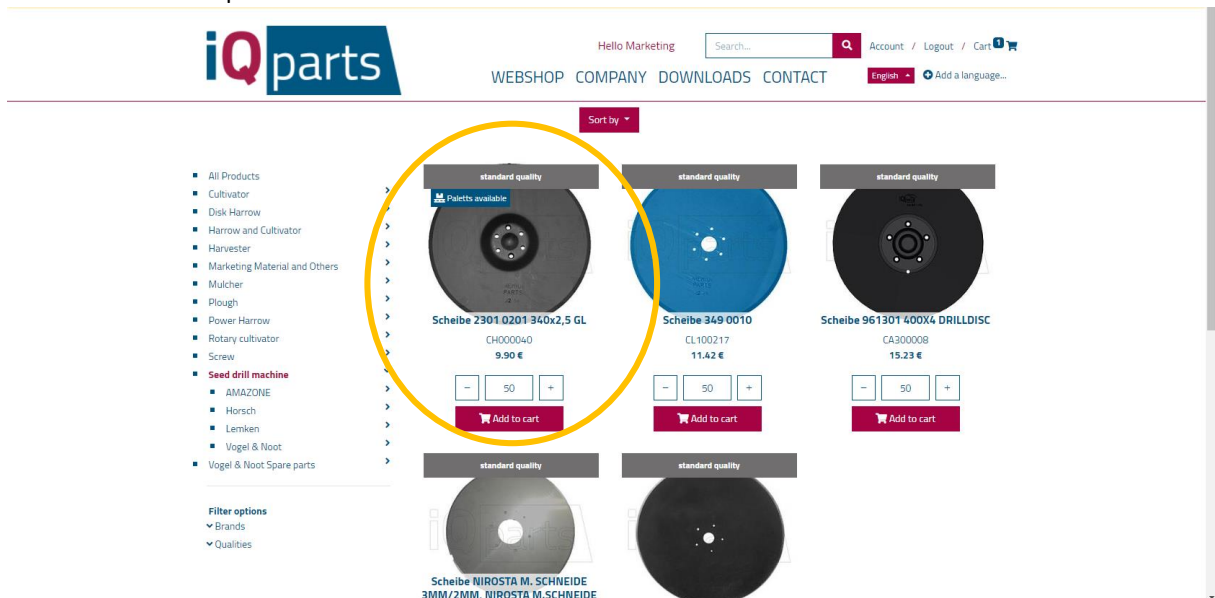 iQ parts
Hello Marketing
Search...
Account / Logout / Cart 1
WEBSHOP COMPANY DOWNLOADS CONTACT
English
Add a language...
Sort by
All Products
Cultivator
Disk Harrow
Harrow and Cultivator
Harvester
Marketing Material and Others
Mulcher
Plough
Power Harrow
Rotary cultivator
Screw
Seed drill machine
AMAZONE
Horsch
Lemken
Vogel & Noot
Vogel & Noot Spare parts
Filter options
Brands
Qualities
standard quality
Paletts available
Scheibe 2301 0201 340x2,5 GL
CH000040
9.90 €
- 50 +
Add to cart
standard quality
Scheibe 349 0010
CL100217
11.42 €
- 50 +
Add to cart
standard quality
Scheibe 961301 400X4 DRILLDISC
CA300008
15.23 €
- 50 +
Add to cart
standard quality
Scheibe NIROSTA M. SCHNEIDE
3MM/2MM, NIROSTA M.SCHNEIDE
standard quality